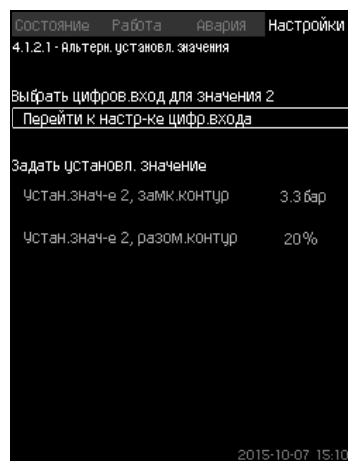 Состояние Работа Авария Настройки
4.1.2.1 - Альтерн. установл. значения
Выбрать цифров.вход для значения 2
Перейти к настр-ке цифр.входа
Задать установл. значение
Устан.знач-е 2, замк.контур 3.3 бар
Устан.знач-е 2, разом.контур 20%
2015-10-07 15:10